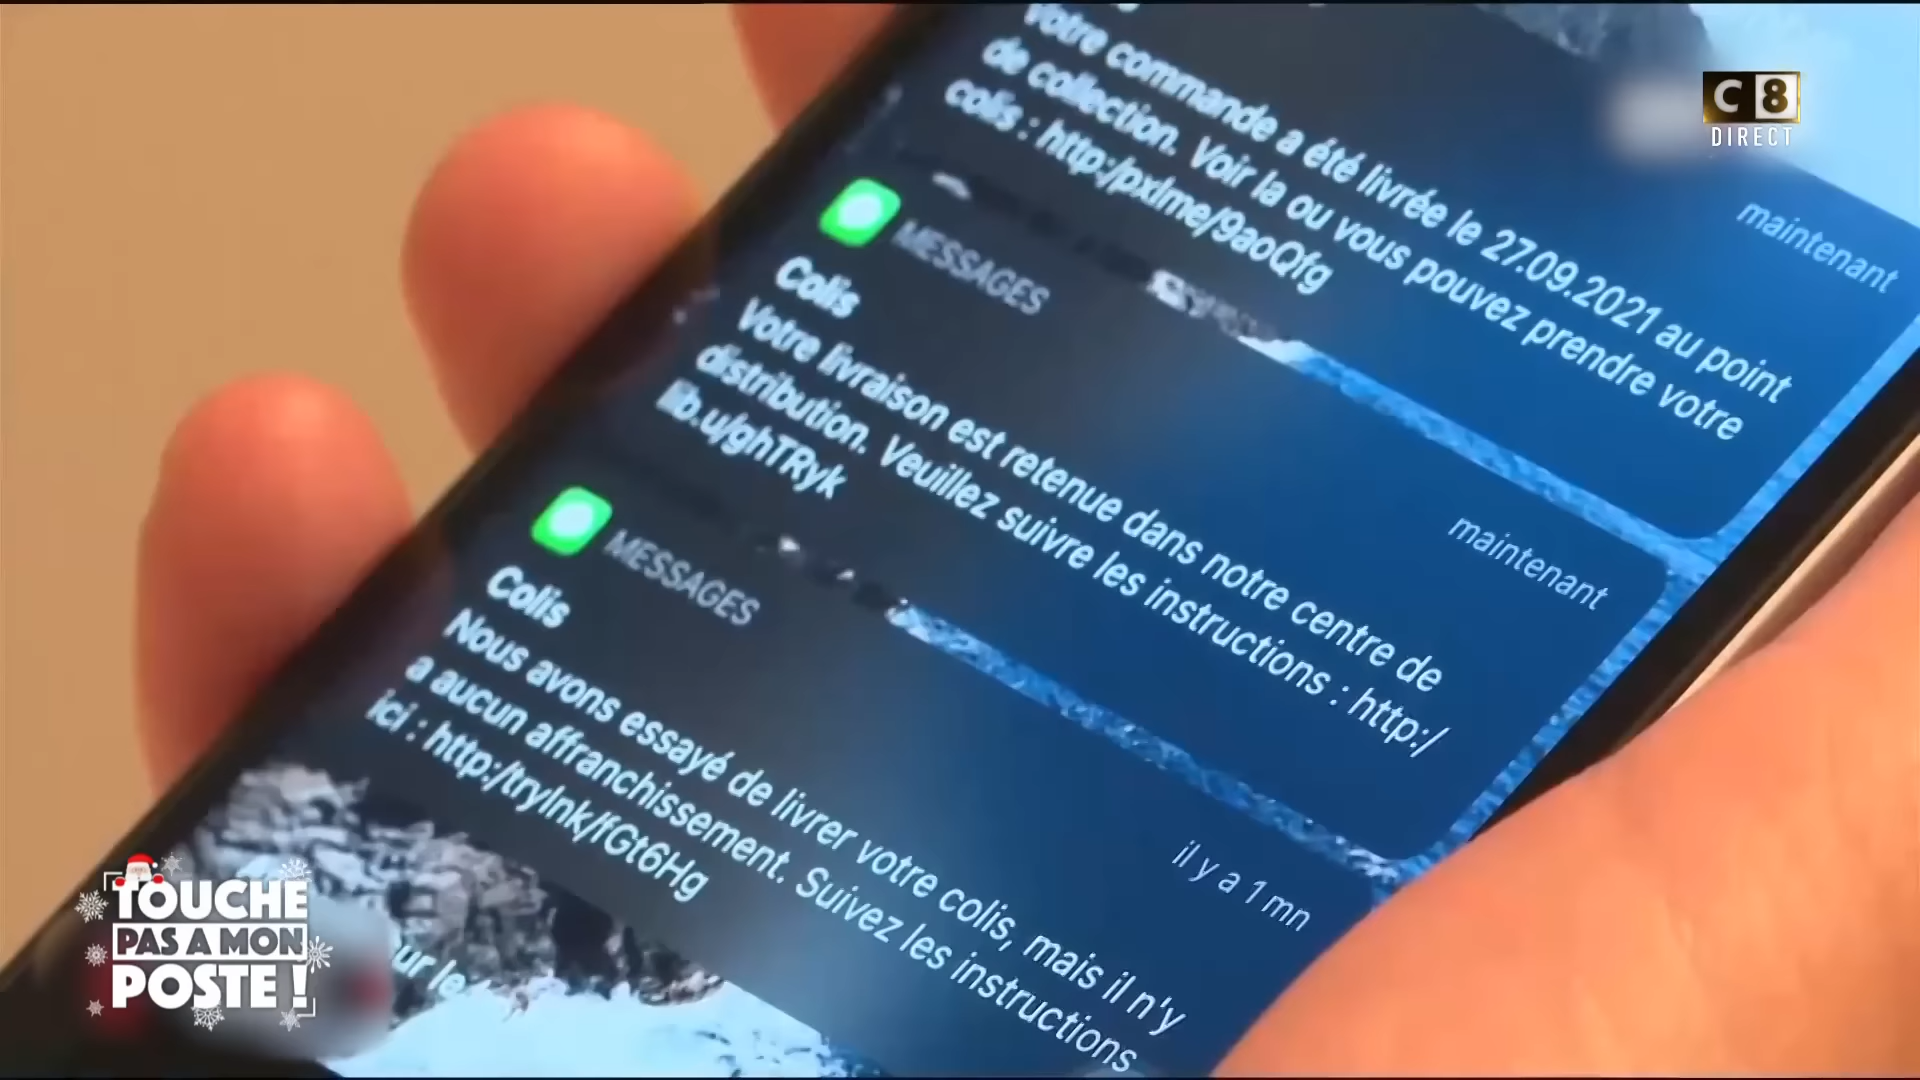 Votre commande a été livrée le 27.09.2021 au point
de collection. Voir la ou vous pouvez prendre votre
colis : http:/pxlme/9aoQfg
C8
DIRECT
maintenant
MESSAGES
Colis
Votre livraison est retenue dans notre centre de
distribution. Veuillez suivre les instructions : http:/
lib.u/ghTRyk
maintenant
MESSAGES
Colis
Nous avons essayé de livrer votre colis, mais il n'y
a aucun affranchissement. Suivez les instructions
ici : http:/trylnk/fGt6Hg
il y a 1 mn
ur le
TOUCHE
PAS A MON
POSTE !